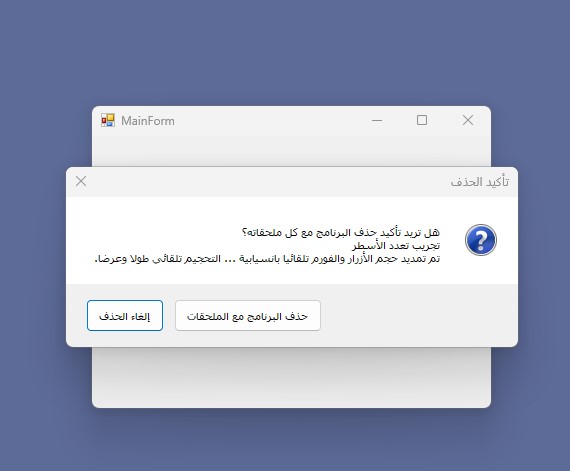 MainForm
تأكيد الحذف
هل تريد تأكيد حذف البرنامج مع كل ملحقاته؟
تجريب تعدد الأسطر
تم تمديد حجم الأزرار والفورم تلقائيا بانسيابية ... التحجيم تلقائي طولا وعرضا.
حذف البرنامج مع الملحقات
إلغاء الحذف